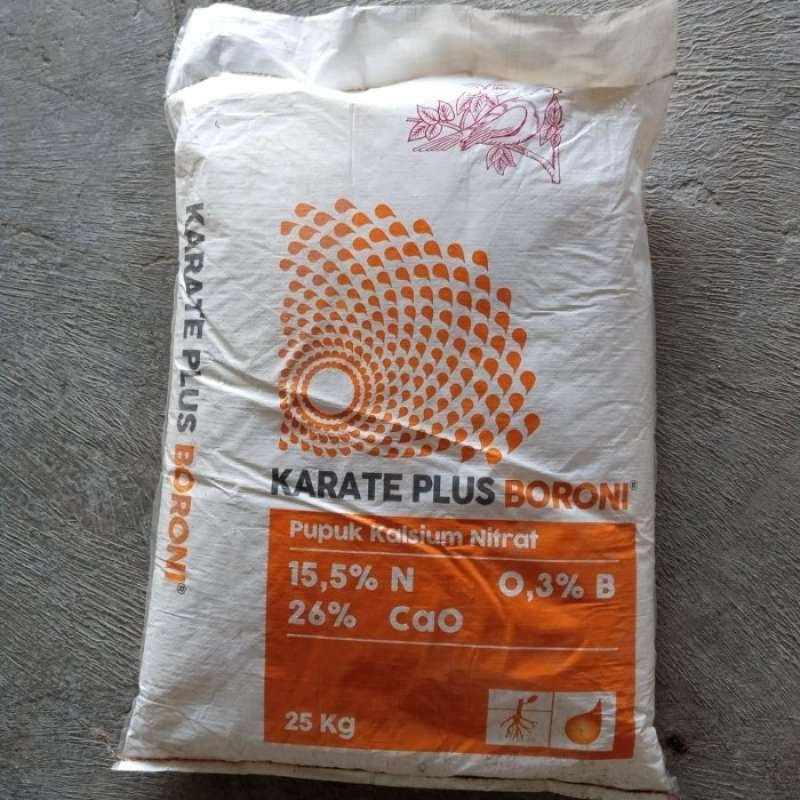 KARATE PLUS BORONI®
KARATE PLUS BORONI®
Pupuk Kalsium Nitrat
15,5% N 0,3% B
26% CaO
25 Kg